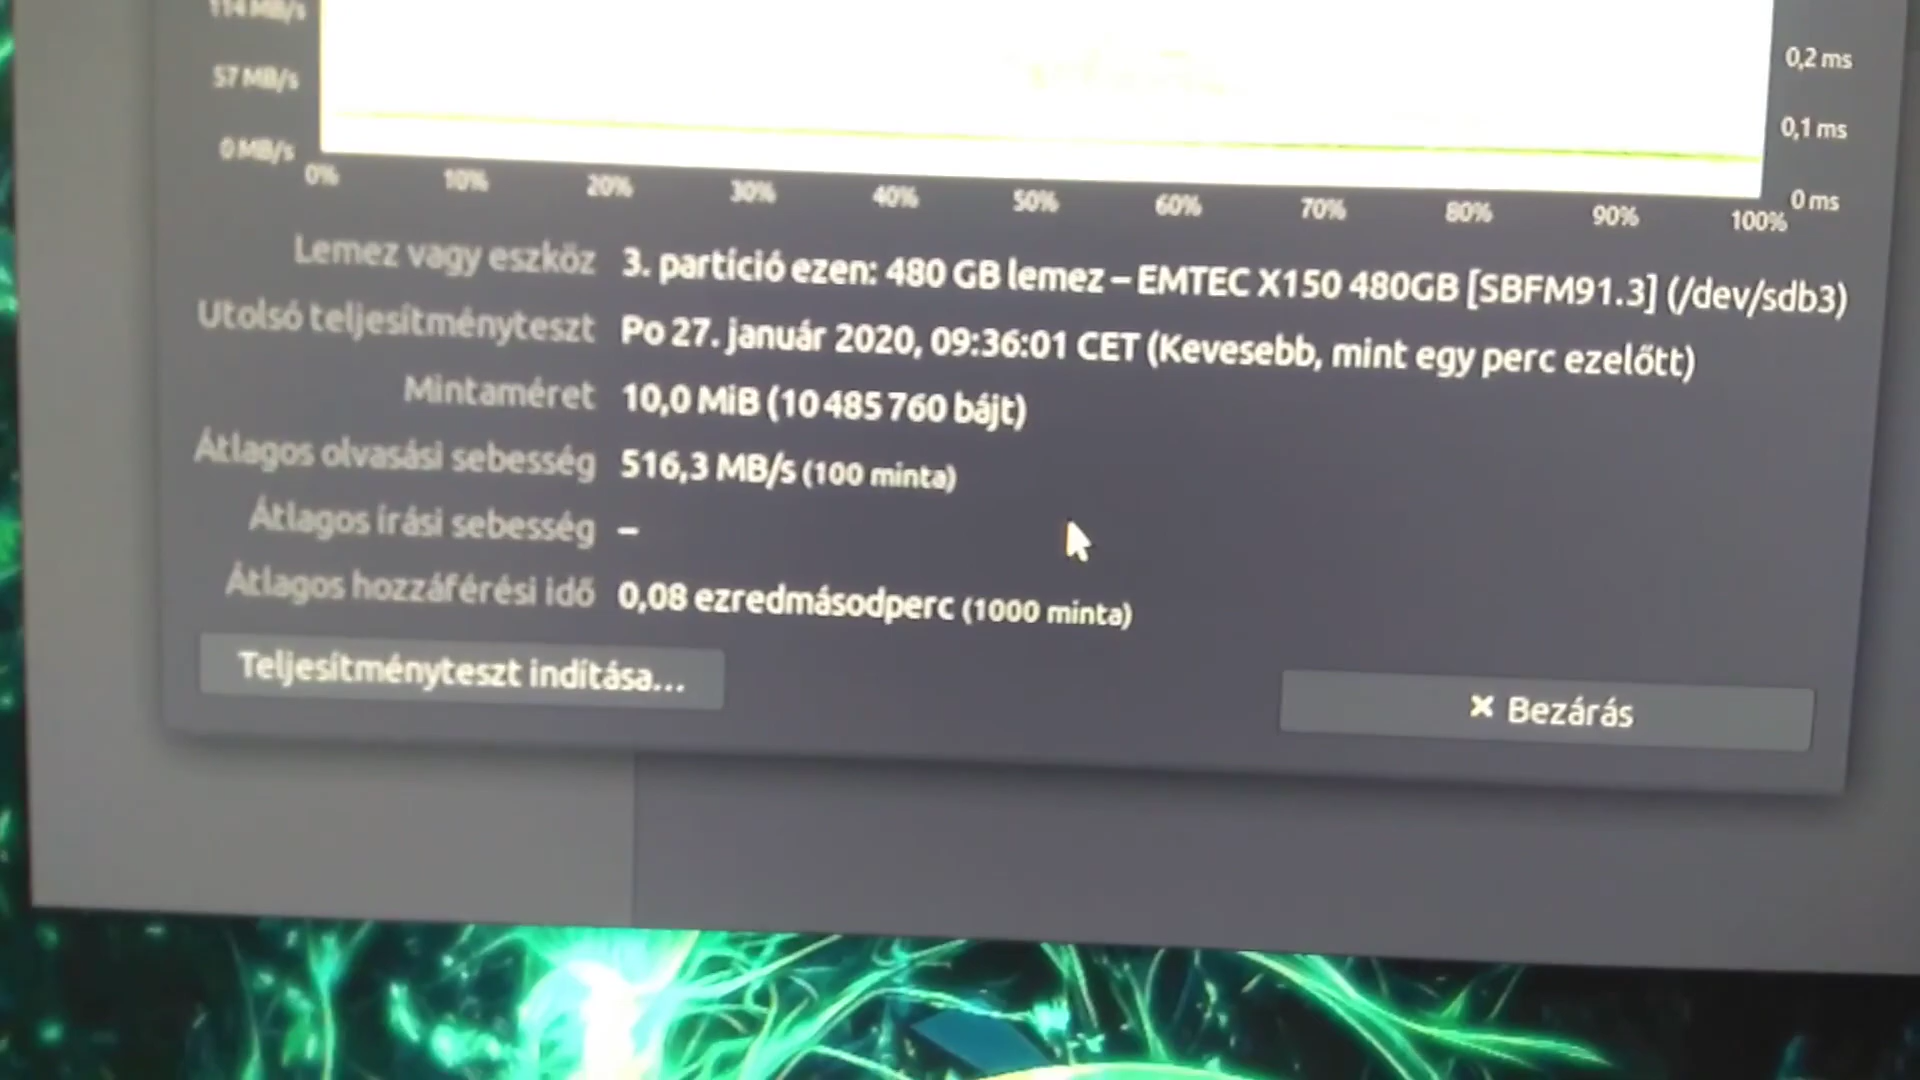 114 MB/s
57 MB/s
0 MB/s
0,2 ms
0,1 ms
0 ms
0% 10% 20% 30% 40% 50% 60% 70% 80% 90% 100%
Lemez vagy eszköz 3. partíció ezen: 480 GB lemez – EMTEC X150 480GB [SBFM91.3] (/dev/sdb3)
Utolsó teljesítményteszt Po 27. január 2020, 09:36:01 CET (Kevesebb, mint egy perc ezelőtt)
Mintaméret 10,0 MiB (10 485 760 bájt)
Átlagos olvasási sebesség 516,3 MB/s (100 minta)
Átlagos írási sebesség –
Átlagos hozzáférési idő 0,08 ezredmásodperc (1000 minta)
Teljesítményteszt indítása...
× Bezárás